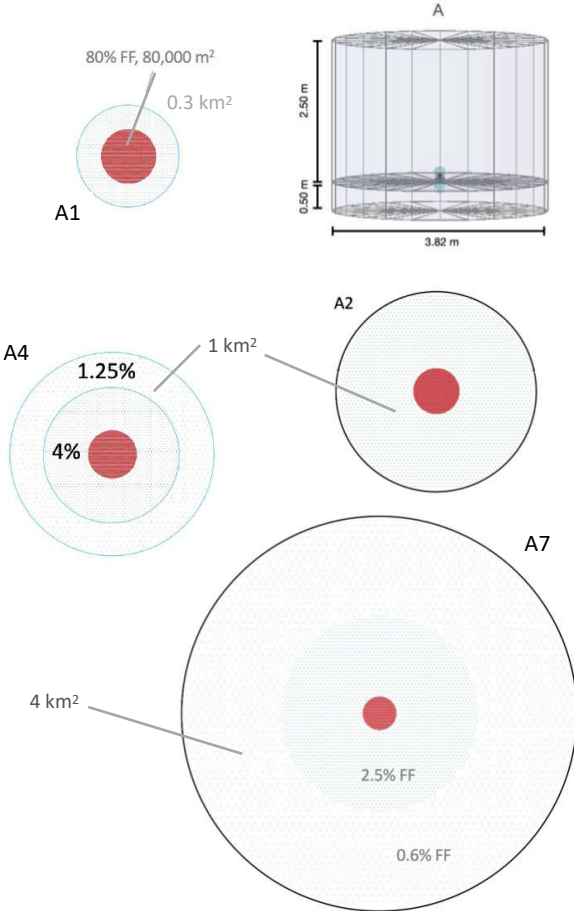 A
80% FF, 80,000 m²
0.3 km²
A1
2.50 m
0.50 m
3.82 m
A4
1 km²
A2
1.25%
4%
A7
4 km²
2.5% FF
0.6% FF